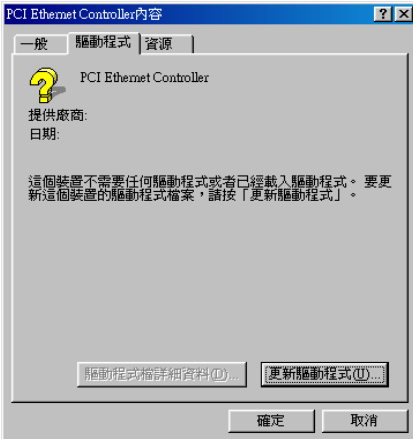 PCI Ethernet Controller內容
一般
驅動程式
資源
PCI Ethernet Controller
提供廠商:
日期:
這個裝置不需要任何驅動程式或者已經載入驅動程式。 要更
新這個裝置的驅動程式檔案，請按「更新驅動程式」。
驅動程式檔詳細資料(D)...
更新驅動程式(U)...
確定
取消